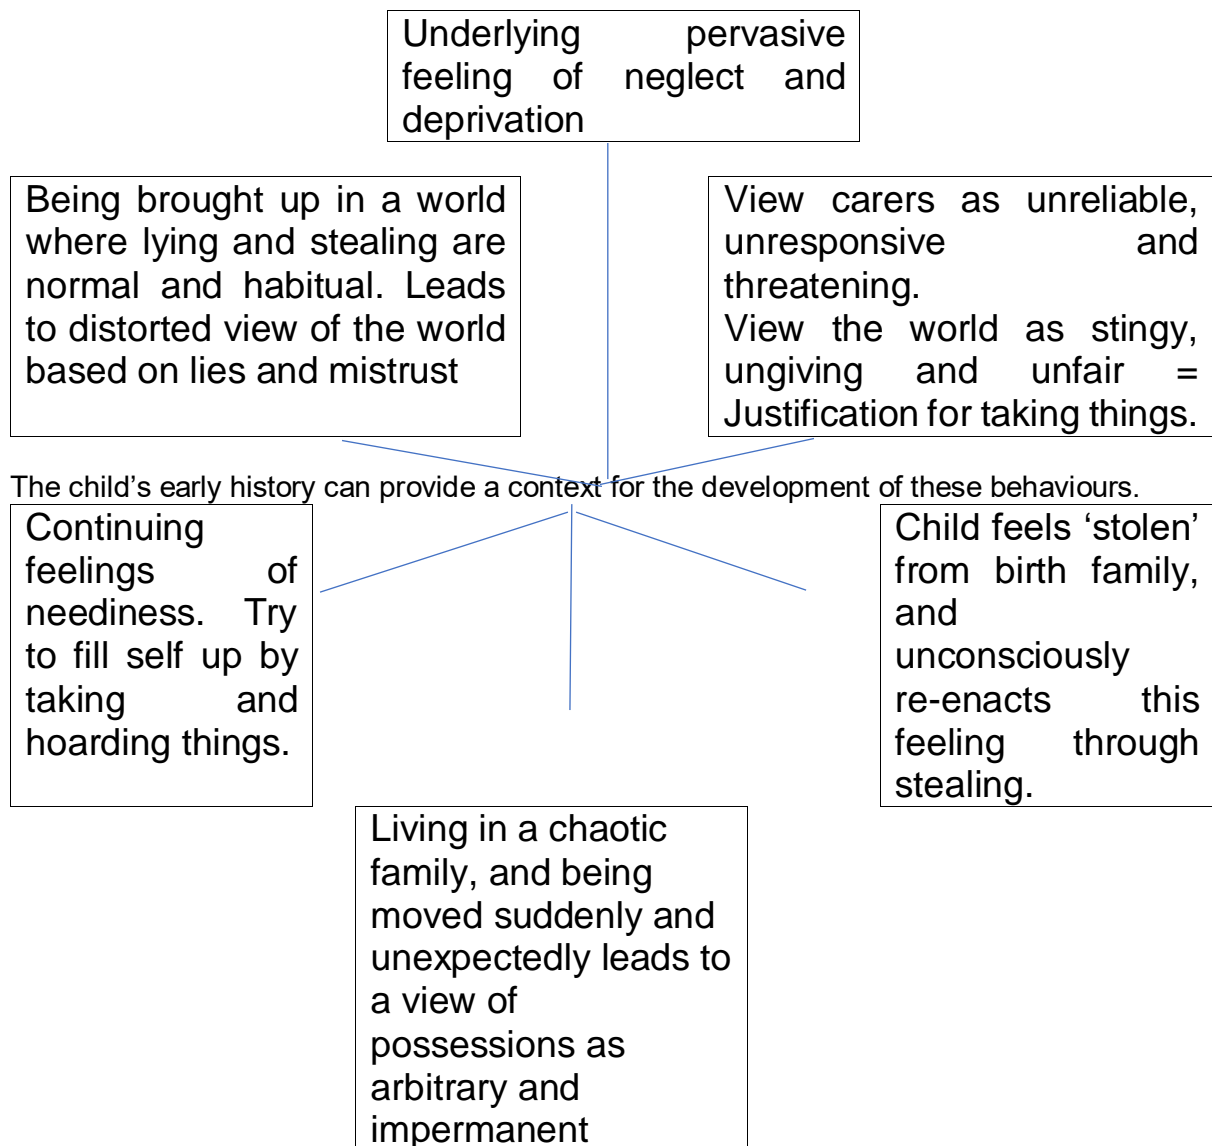 Underlying pervasive
feeling of neglect and
deprivation
Being brought up in a world
where lying and stealing are
normal and habitual. Leads
to distorted view of the world
based on lies and mistrust
View carers as unreliable,
unresponsive and
threatening.
View the world as stingy,
ungiving and unfair =
Justification for taking things.
The child’s early history can provide a context for the development of these behaviours.
Continuing
feelings of
neediness. Try
to fill self up by
taking and
hoarding things.
Child feels ‘stolen’
from birth family,
and
unconsciously
re-enacts this
feeling through
stealing.
Living in a chaotic
family, and being
moved suddenly and
unexpectedly leads to
a view of
possessions as
arbitrary and
impermanent